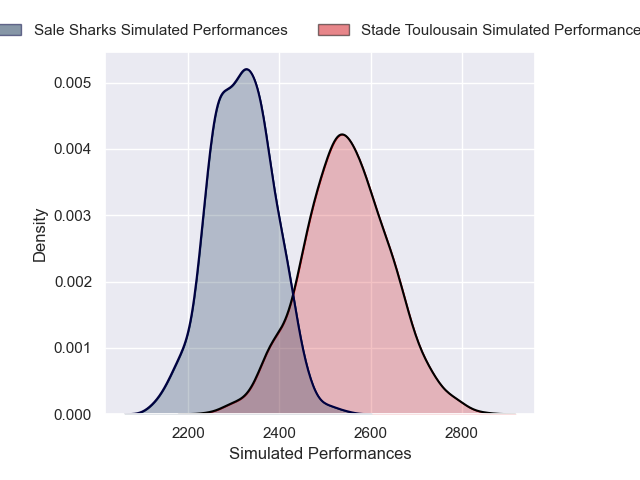 Sale Sharks Simulated Performances
Stade Toulousain Simulated Performance
0.005
0.004
0.003
0.002
0.001
0.000
Density
2200
2400
2600
2800
Simulated Performances